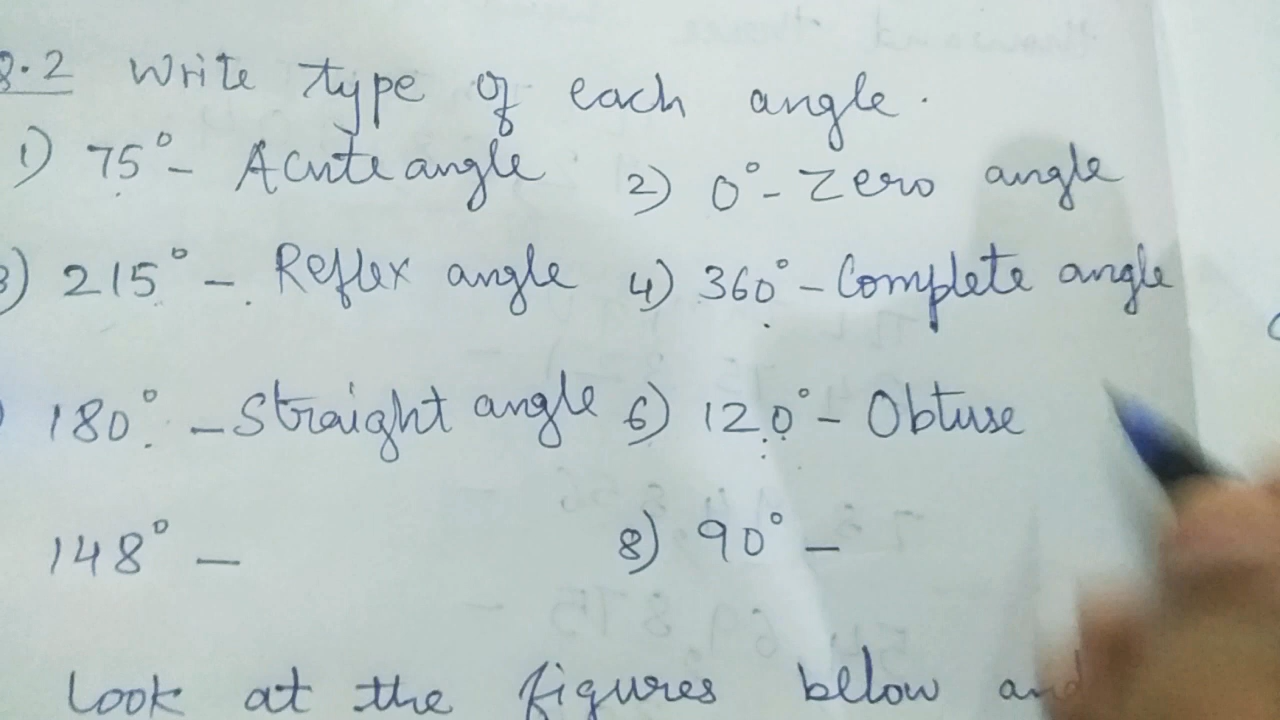 .2 Write type of each angle.
1) 75° - Acute angle 2) 0° - Zero angle
3) 215° - Reflex angle 4) 360° - Complete angle
180° - Straight angle 6) 120° - Obtuse
148° - 8) 90° -
Look at the figures below and